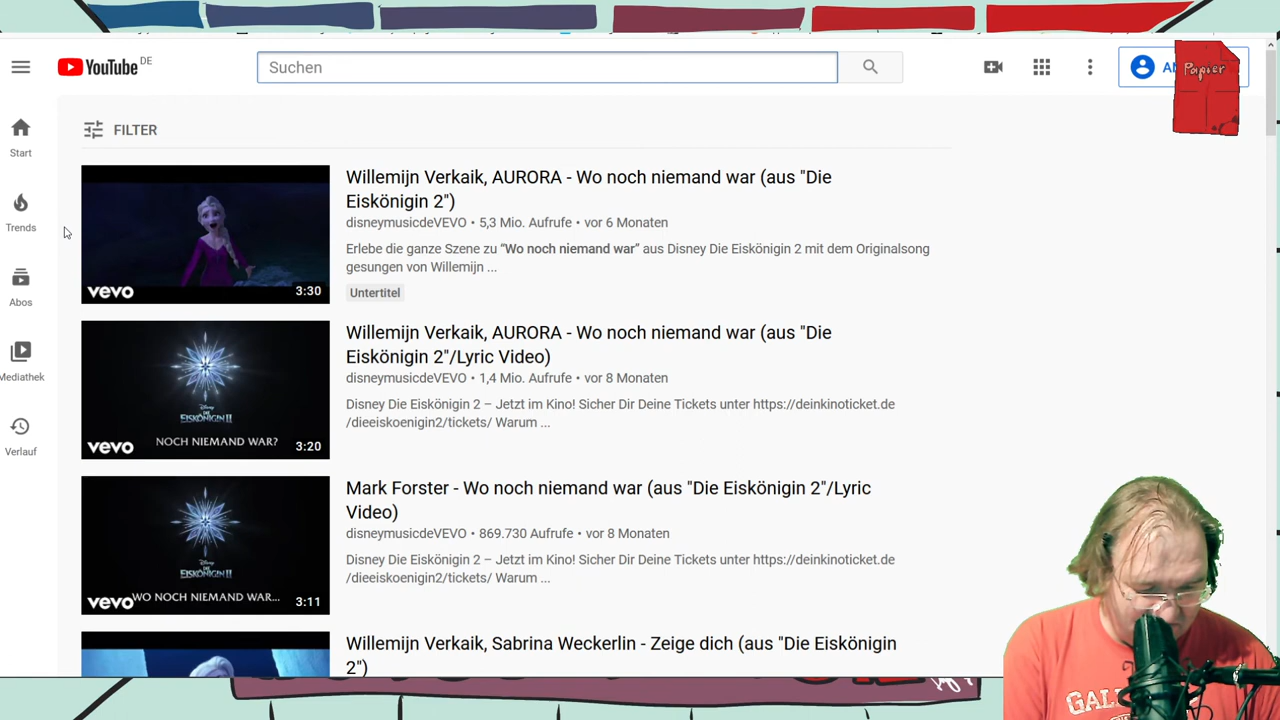 YouTube DE
Suchen
Papier
Start
Trends
Abos
Mediathek
Verlauf
FILTER
vevo
3:30
Willemijn Verkaik, AURORA - Wo noch niemand war (aus "Die
Eiskönigin 2")
disneymusicdeVEVO • 5,3 Mio. Aufrufe • vor 6 Monaten
Erlebe die ganze Szene zu “Wo noch niemand war” aus Disney Die Eiskönigin 2 mit dem Originalsong
gesungen von Willemijn ...
Untertitel
Disney
DIE
EISKÖNIGIN II
NOCH NIEMAND WAR?
vevo
3:20
Willemijn Verkaik, AURORA - Wo noch niemand war (aus "Die
Eiskönigin 2"/Lyric Video)
disneymusicdeVEVO • 1,4 Mio. Aufrufe • vor 8 Monaten
Disney Die Eiskönigin 2 – Jetzt im Kino! Sicher Dir Deine Tickets unter https://deinkinoticket.de
/dieeiskoenigin2/tickets/ Warum ...
Disney
DIE
EISKÖNIGIN II
WO NOCH NIEMAND WAR...
vevo
3:11
Mark Forster - Wo noch niemand war (aus "Die Eiskönigin 2"/Lyric
Video)
disneymusicdeVEVO • 869.730 Aufrufe • vor 8 Monaten
Disney Die Eiskönigin 2 – Jetzt im Kino! Sicher Dir Deine Tickets unter https://deinkinoticket.de
/dieeiskoenigin2/tickets/ Warum ...
Willemijn Verkaik, Sabrina Weckerlin - Zeige dich (aus "Die Eiskönigin
2")